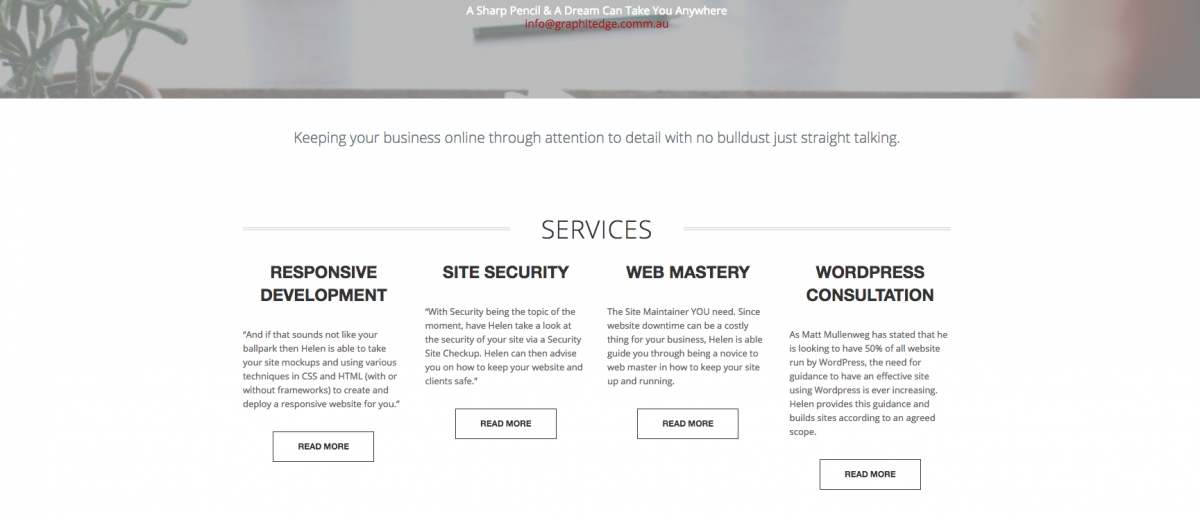 A Sharp Pencil & A Dream Can Take You Anywhere
info@graphitedge.comm.au
Keeping your business online through attention to detail with no bulldust just straight talking.
SERVICES
RESPONSIVE
DEVELOPMENT
“And if that sounds not like your
ballpark then Helen is able to take
your site mockups and using various
techniques in CSS and HTML (with or
without frameworks) to create and
deploy a responsive website for you.”
READ MORE
SITE SECURITY
“With Security being the topic of the
moment, have Helen take a look at
the security of your site via a Security
Site Checkup. Helen can then advise
you on how to keep your website and
clients safe.”
READ MORE
WEB MASTERY
The Site Maintainer YOU need. Since
website downtime can be a costly
thing for your business, Helen is able
guide you through being a novice to
web master in how to keep your site
up and running.
READ MORE
WORDPRESS
CONSULTATION
As Matt Mullenweg has stated that he
is looking to have 50% of all website
run by WordPress, the need for
guidance to have an effective site
using Wordpress is ever increasing.
Helen provides this guidance and
builds sites according to an agreed
scope.
READ MORE